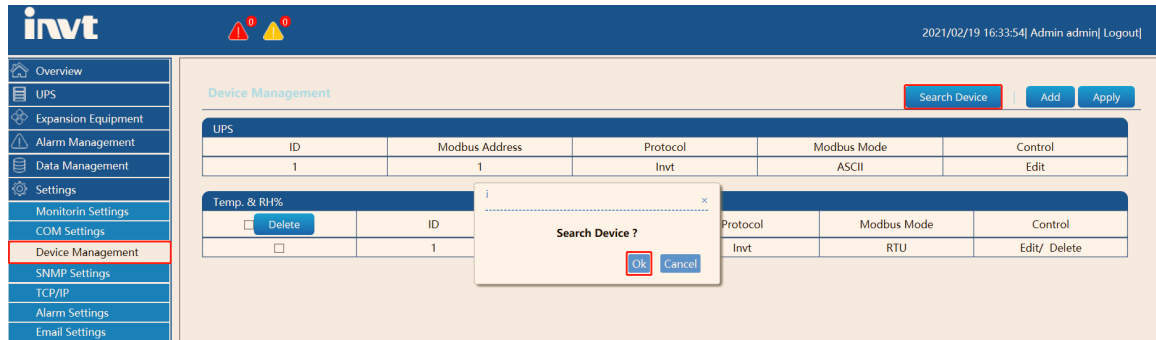 invt
0 0
2021/02/19 16:33:54| Admin admin| Logout|
Overview
UPS
Expansion Equipment
Alarm Management
Data Management
Settings
Monitorin Settings
COM Settings
Device Management
SNMP Settings
TCP/IP
Alarm Settings
Email Settings
Device Management
Search Device | Add Apply
UPS
ID Modbus Address Protocol Modbus Mode Control
1 1 Invt ASCII Edit
Temp. & RH%
Delete ID Protocol Modbus Mode Control
1 Invt RTU Edit/ Delete
i ×
Search Device ?
Ok Cancel